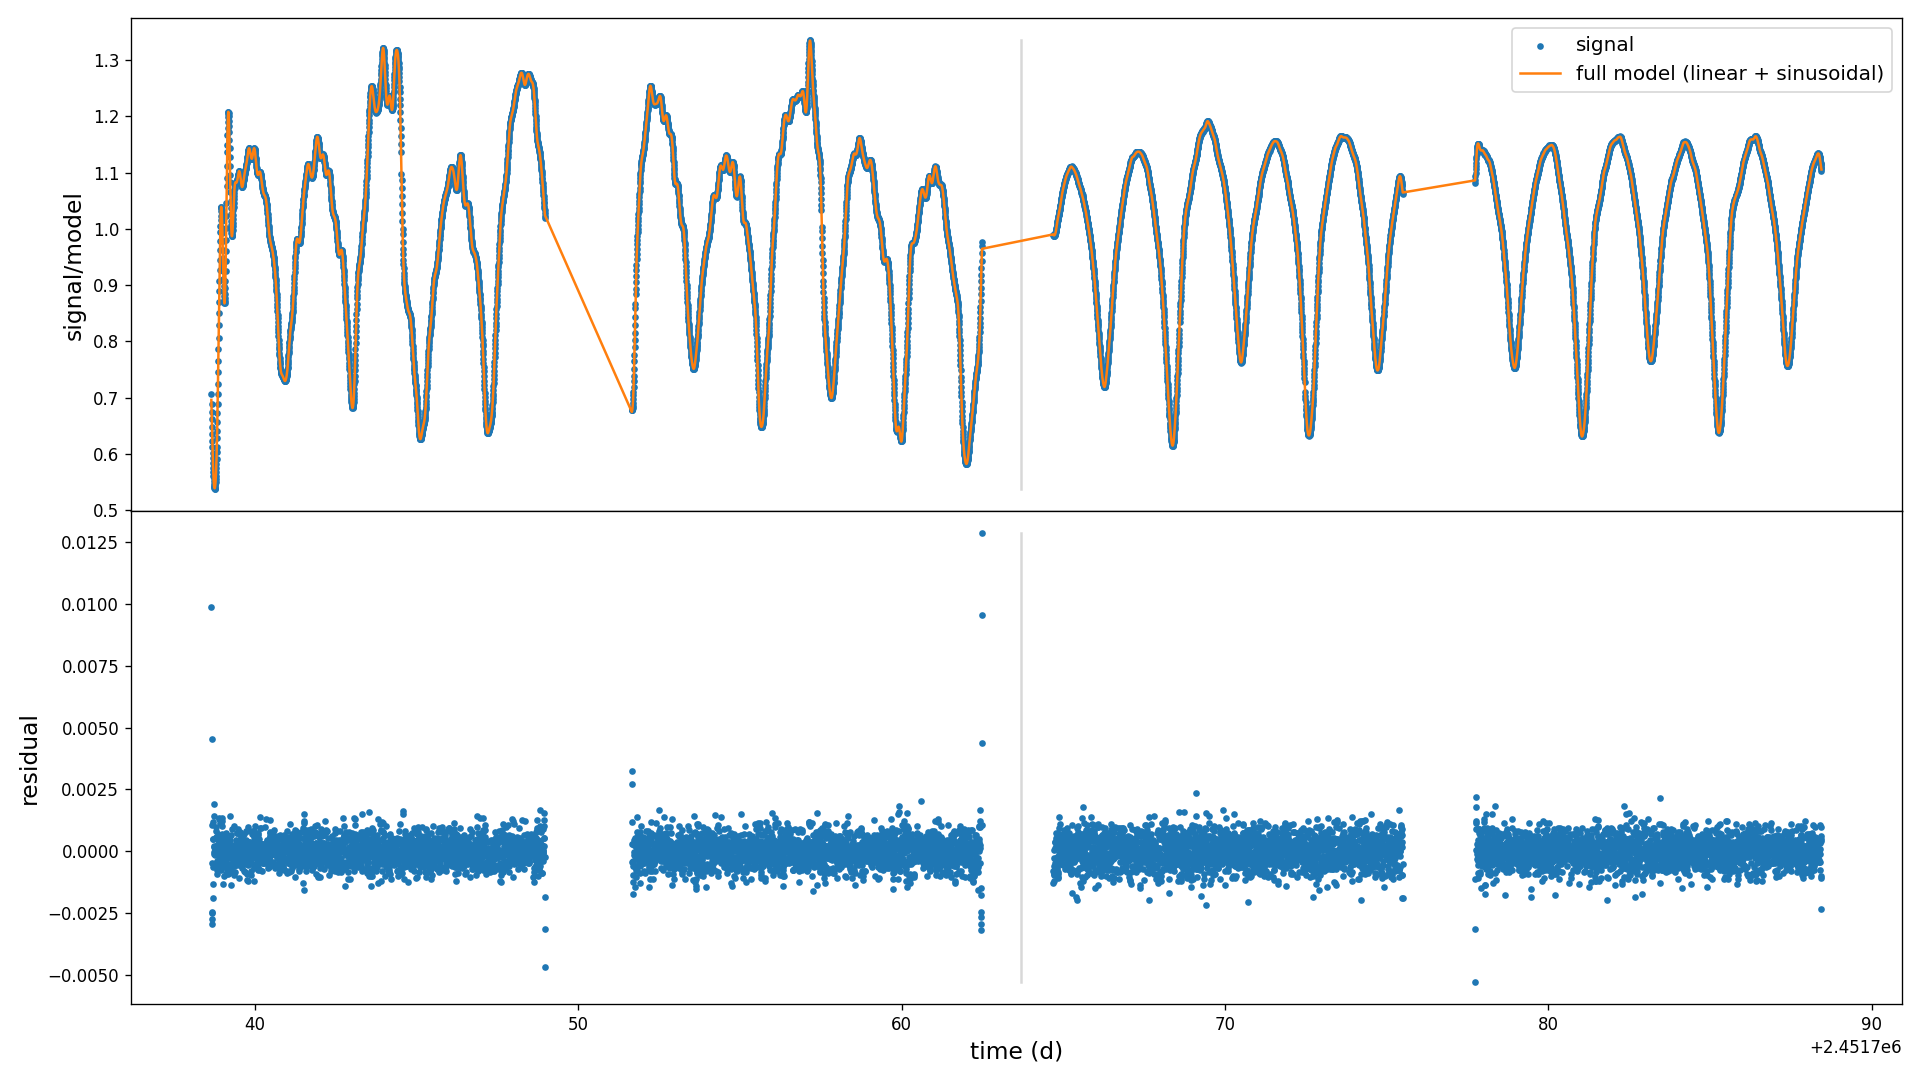 1.3
1.2
1.1
1.0
0.9
0.8
0.7
0.6
0.5
signal/model
signal
full model (linear + sinusoidal)
0.0125
0.0100
0.0075
0.0050
0.0025
0.0000
−0.0025
−0.0050
residual
40 50 60 70 80 90
time (d)
+2.4517e6